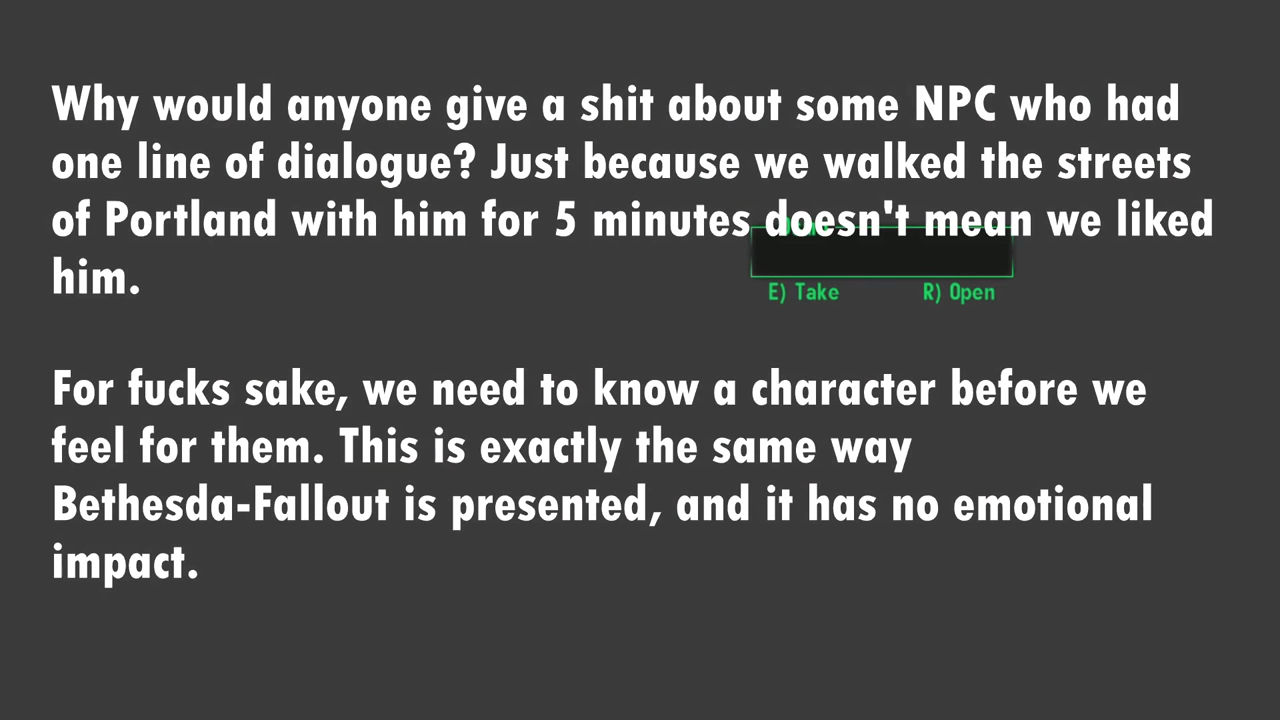 Why would anyone give a shit about some NPC who had
one line of dialogue? Just because we walked the streets
of Portland with him for 5 minutes doesn't mean we liked
him.
E) Take R) Open
For fucks sake, we need to know a character before we
feel for them. This is exactly the same way
Bethesda-Fallout is presented, and it has no emotional
impact.